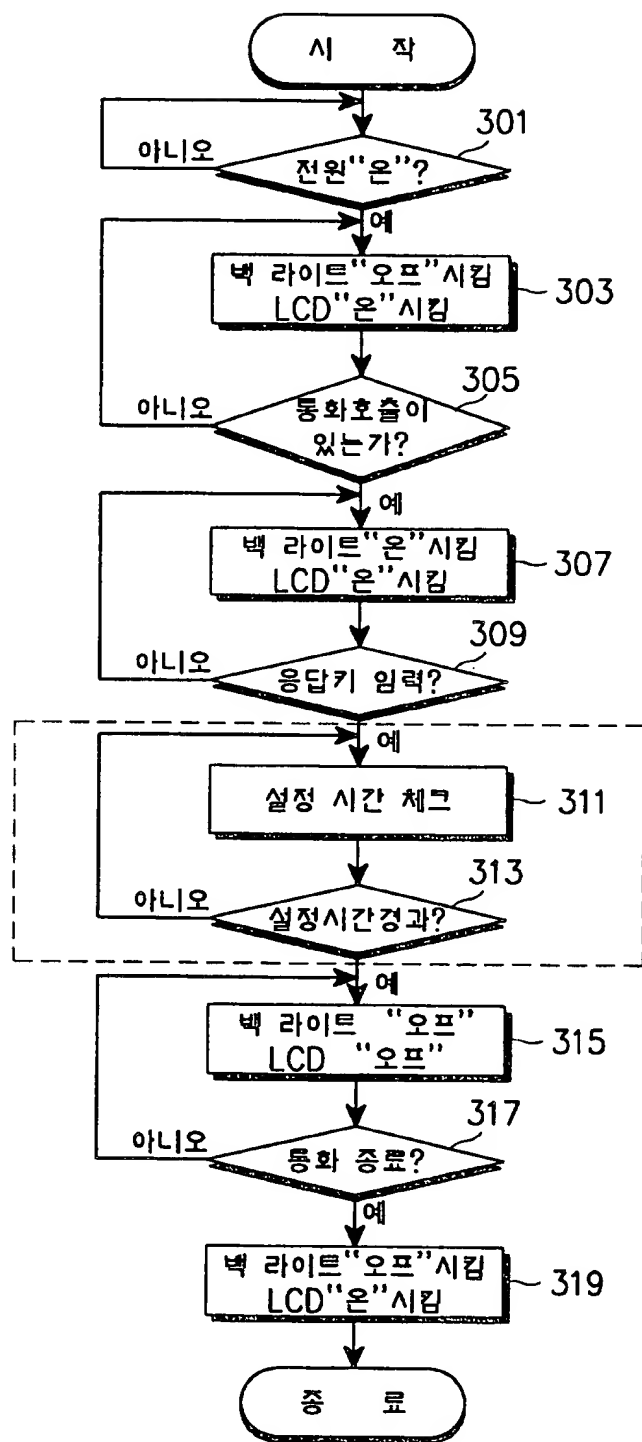 시 작
301
아니오
전원"온"?
예
백 라이트"오프"시킴
LCD"온"시킴
303
305
아니오
통화호출이
있는가?
예
백 라이트"온"시킴
LCD"온"시킴
307
309
아니오
응답키 입력?
예
설정 시간 체크
311
313
아니오
설정시간경과?
예
백 라이트 "오프"
LCD "오프"
315
317
아니오
통화 종료?
예
백 라이트"오프"시킴
LCD"온"시킴
319
종 료